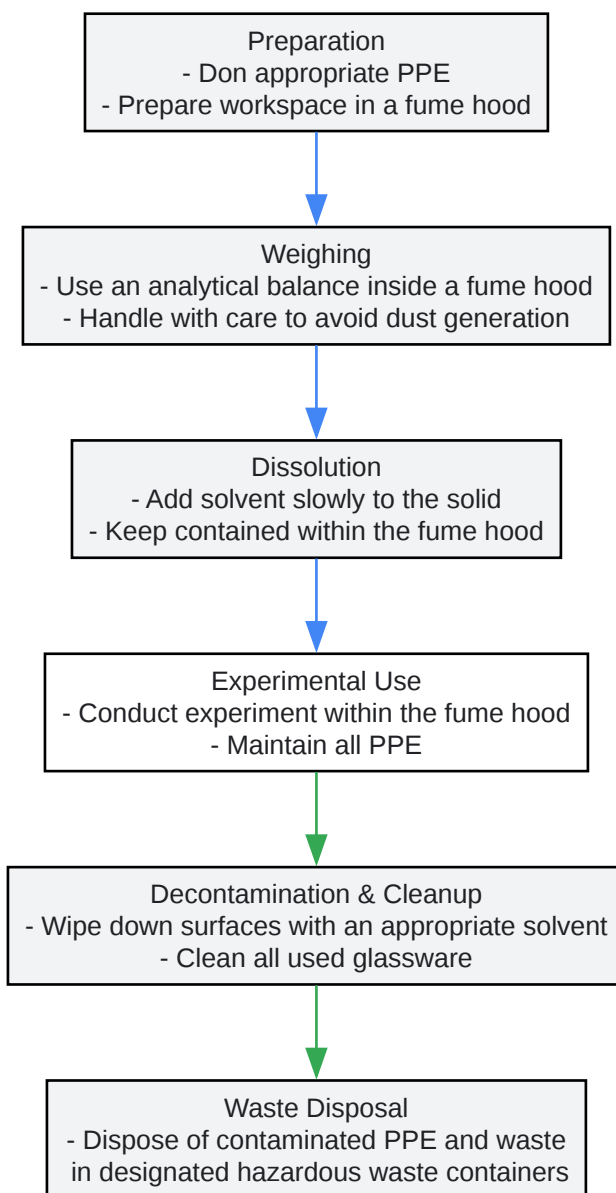 Preparation
- Don appropriate PPE
- Prepare workspace in a fume hood
Weighing
- Use an analytical balance inside a fume hood
- Handle with care to avoid dust generation
Dissolution
- Add solvent slowly to the solid
- Keep contained within the fume hood
Experimental Use
- Conduct experiment within the fume hood
- Maintain all PPE
Decontamination & Cleanup
- Wipe down surfaces with an appropriate solvent
- Clean all used glassware
Waste Disposal
- Dispose of contaminated PPE and waste
in designated hazardous waste containers